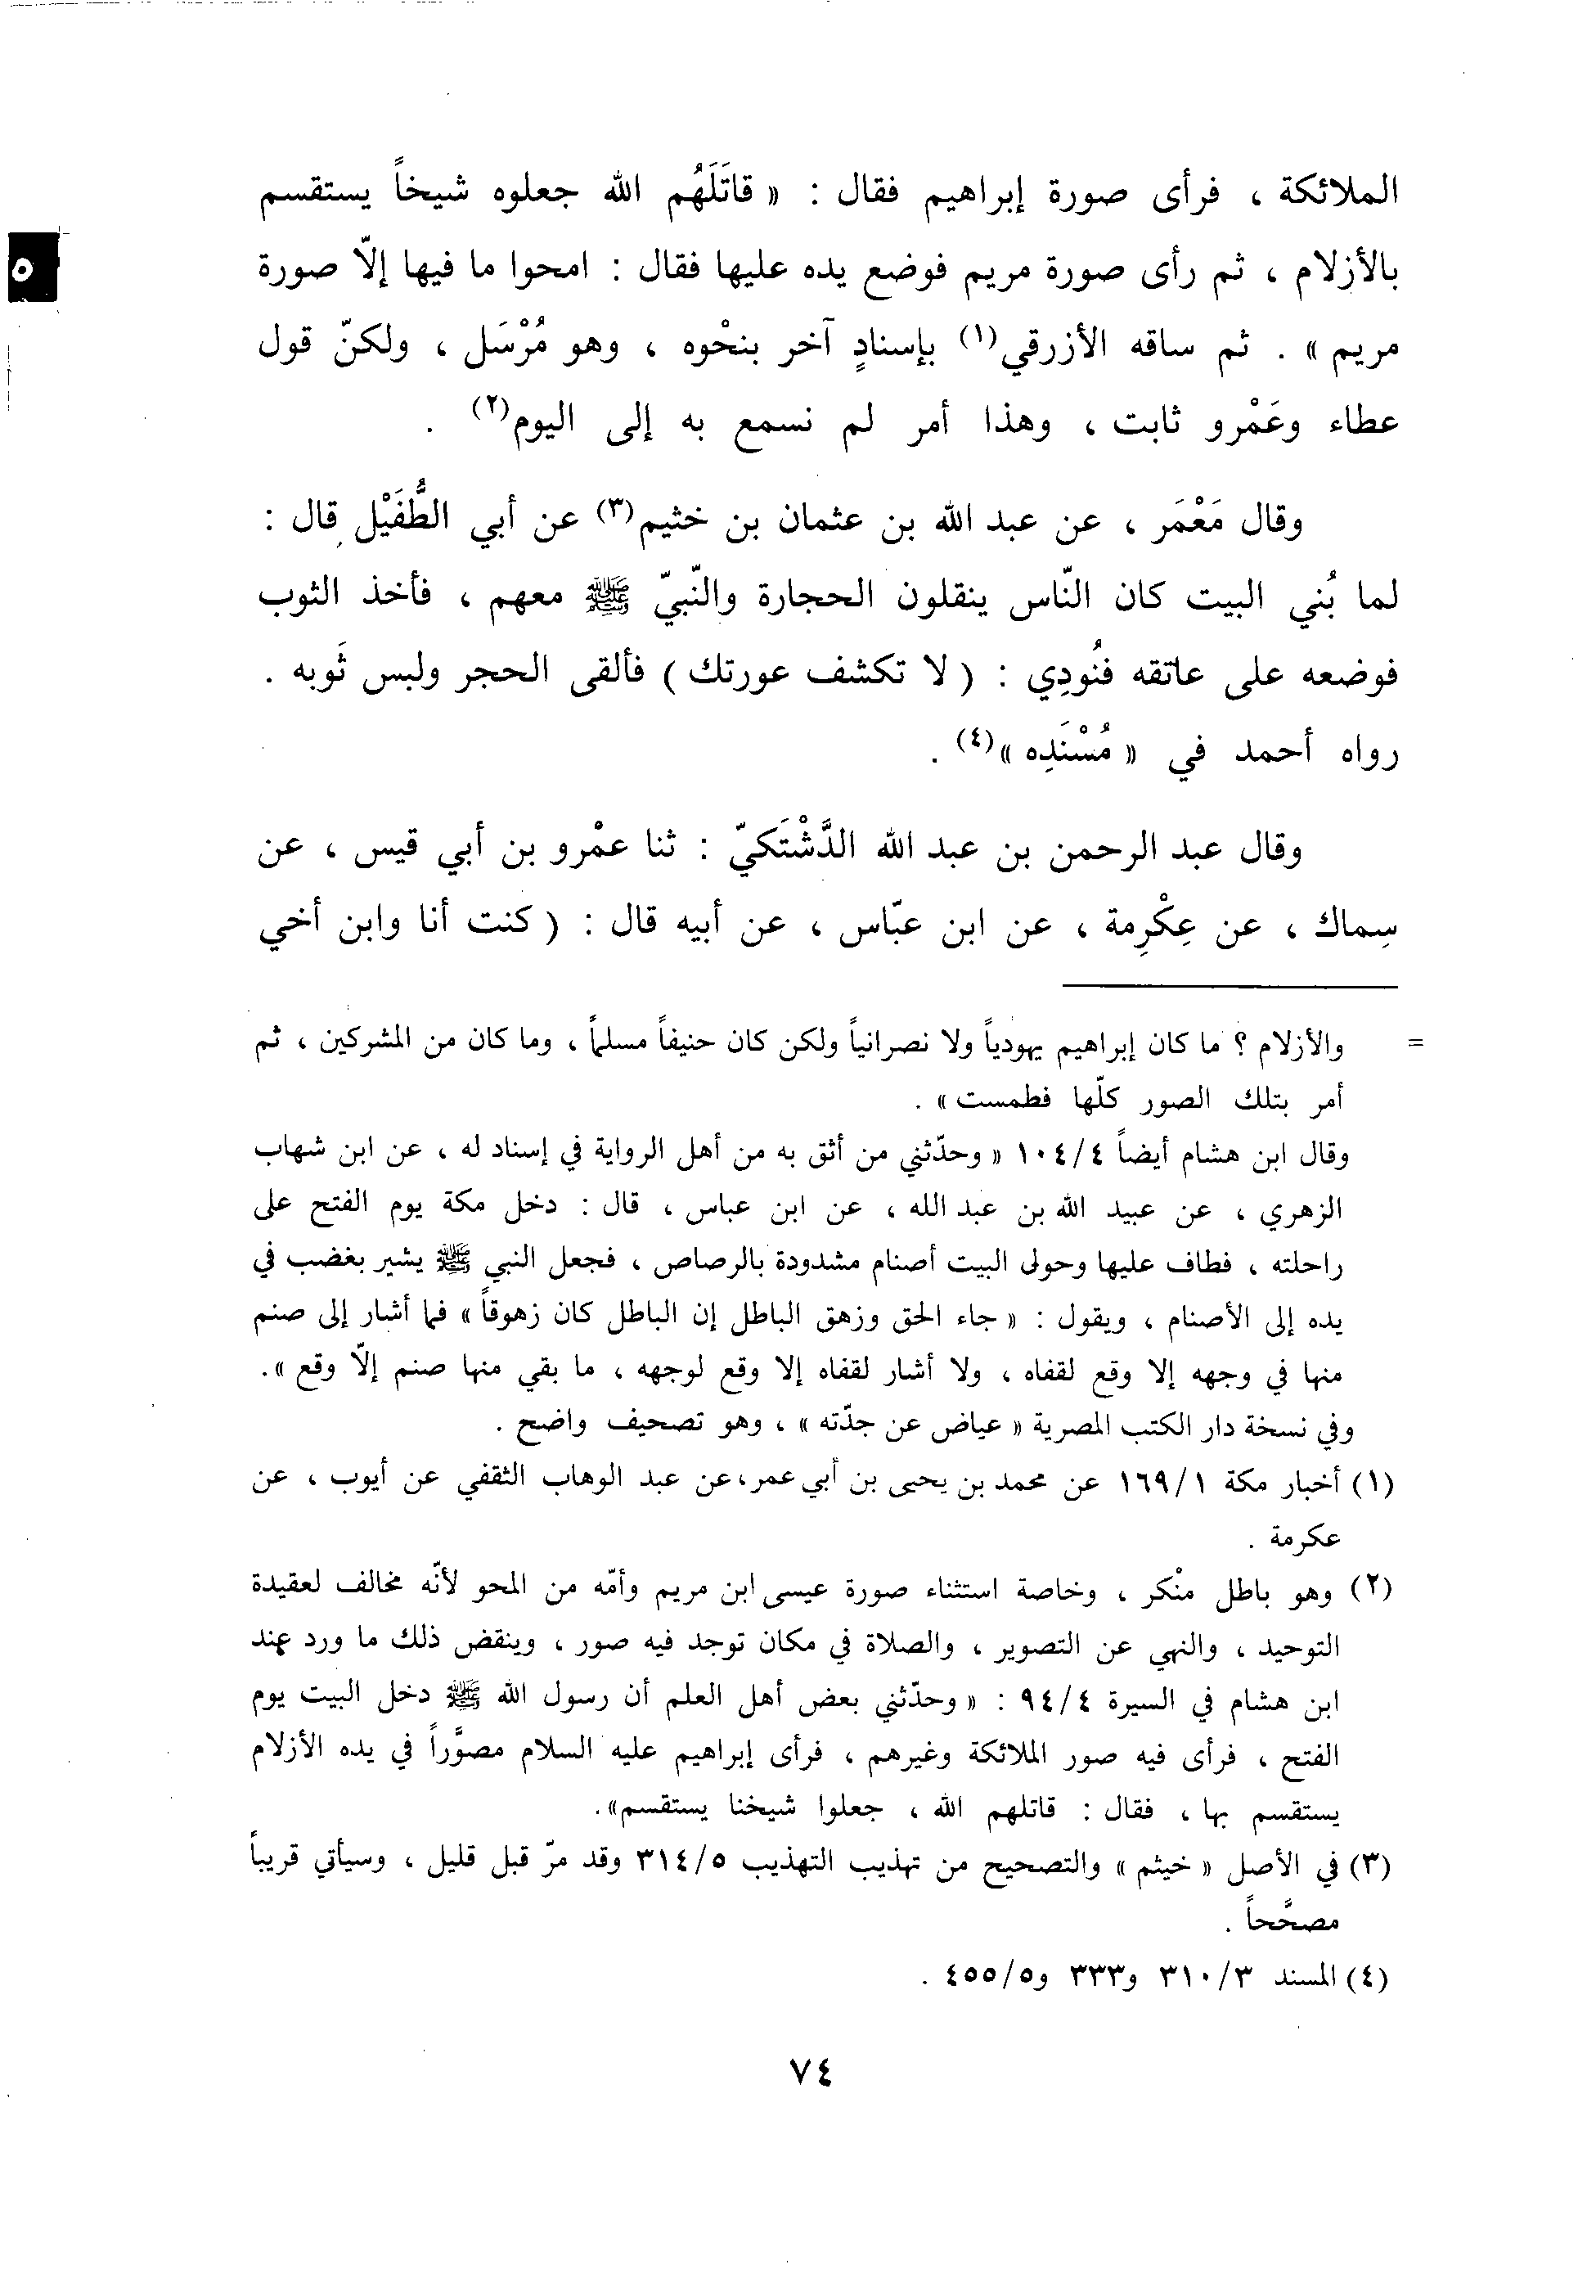 الملائكة ، فرأى صورة إبراهيم فقال : « قاتَلَهُم الله جعلوه شيخاً يستقسم
بالأزلام ، ثم رأى صورة مريم فوضع يده عليها فقال : امحوا ما فيها إلّا صورة
مريم » . ثم ساقه الأزرقي(١) بإسنادٍ آخر بنحْوه ، وهو مُرْسَل ، ولكنّ قول
عطاء وعَمْرو ثابت ، وهذا أمر لم نسمع به إلى اليوم(٢) .
وقال مَعْمَر ، عن عبد الله بن عثمان بن خثيم(٣) عن أبي الطُّفَيْل قال :
لما بُني البيت كان النّاس ينقلون الحجارة والنّبيّ ﷺ معهم ، فأخذ الثوب
فوضعه على عاتقه فنُودِي : ( لا تكشف عورتك ) فألقى الحجر ولبس ثَوبه .
رواه أحمد في « مُسْنَدِه »(٤) .
وقال عبد الرحمن بن عبد الله الدَّشْتَكيّ : ثنا عمْرو بن أبي قيس ، عن
سِماك ، عن عِكْرِمة ، عن ابن عبّاس ، عن أبيه قال : ( كنت أنا وابن أخي
= والأزلام ؟ ما كان إبراهيم يهودياً ولا نصرانياً ولكن كان حنيفاً مسلماً ، وما كان من المشركين ، ثم
أمر بتلك الصور كلّها فطمست » .
وقال ابن هشام أيضاً ١٠٤/٤ « وحدّثني من أثق به من أهل الرواية في إسناد له ، عن ابن شهاب
الزهري ، عن عبيد الله بن عبد الله ، عن ابن عباس ، قال : دخل مكة يوم الفتح على
راحلته ، فطاف عليها وحولى البيت أصنام مشدودة بالرصاص ، فجعل النبي ﷺ يشير بغضب في
يده إلى الأصنام ، ويقول : « جاء الحق وزهق الباطل إن الباطل كان زهوقاً » فما أشار إلى صنم
منها في وجهه إلا وقع لقفاه ، ولا أشار لقفاه إلا وقع لوجهه ، ما بقي منها صنم إلّا وقع ».
وفي نسخة دار الكتب المصرية « عياض عن جدّته » ، وهو تصحيف واضح .
(١) أخبار مكة ١٦٩/١ عن محمد بن يحيى بن أبي عمر، عن عبد الوهاب الثقفي عن أيوب ، عن
عكرمة .
(٢) وهو باطل منْكر ، وخاصة استثناء صورة عيسى ابن مريم وأمّه من المحو لأنّه مخالف لعقيدة
التوحيد ، والنهي عن التصوير ، والصلاة في مكان توجد فيه صور ، وينقض ذلك ما ورد عند
ابن هشام في السيرة ٩٤/٤ : « وحدّثني بعض أهل العلم أن رسول الله ﷺ دخل البيت يوم
الفتح ، فرأى فيه صور الملائكة وغيرهم ، فرأى إبراهيم عليه السلام مصوَّراً في يده الأزلام
يستقسم بها ، فقال : قاتلهم الله ، جعلوا شيخنا يستقسم».
(٣) في الأصل « خيثم » والتصحيح من تهذيب التهذيب ٣١٤/٥ وقد مرّ قبل قليل ، وسيأتي قريباً
مصحَّحاً .
(٤) المسند ٣١٠/٣ و٣٣٣ و٤٥٥/٥ .
٧٤
٥